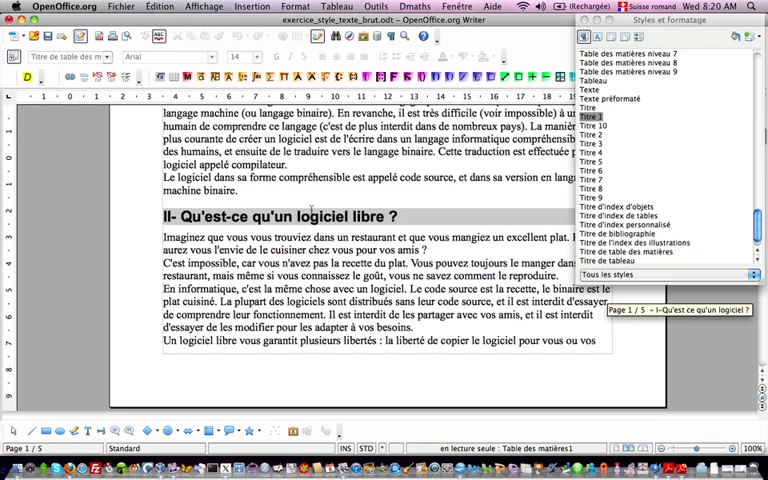 OpenOffice.org Fichier Édition Affichage Insertion Format Tableau Outils Dmaths Fenêtre Aide (Rechargée) Suisse romand Wed 8:20 AM
exercice_style_texte_brut.odt - OpenOffice.org Writer
Styles et formatage
Titre de table des mat Arial 14
Table des matières niveau 7
Table des matières niveau 8
Table des matières niveau 9
Tableau
Texte
Texte préformaté
Titre
Titre 1
Titre 10
Titre 2
Titre 3
Titre 4
Titre 5
Titre 6
Titre 7
Titre 8
Titre 9
Titre d'index d'objets
Titre d'index de tables
Titre d'index personnalisé
Titre de bibliographie
Titre de l'index des illustrations
Titre de table des matières
Titre de tableau
Tous les styles
Page 1 / 5 - I-Qu'est-ce qu'un logiciel ?
1 2 3 4 5 6 7 8 9 10 11 12 13 14 15
langage machine (ou langage binaire). En revanche, il est très difficile (voir impossible) à un
humain de comprendre ce langage (c'est de plus interdit dans de nombreux pays). La manière
plus courante de créer un logiciel est de l'écrire dans un langage informatique compréhensible
des humains, et ensuite de le traduire vers le langage binaire. Cette traduction est effectuée p
logiciel appelé compilateur.
Le logiciel dans sa forme compréhensible est appelé code source, et dans sa version en langa
machine binaire.
II- Qu'est-ce qu'un logiciel libre ?
Imaginez que vous vous trouviez dans un restaurant et que vous mangiez un excellent plat.
aurez vous l'envie de le cuisiner chez vous pour vos amis ?
C'est impossible, car vous n'avez pas la recette du plat. Vous pouvez toujours le manger dans
restaurant, mais même si vous connaissez le goût, vous ne savez comment le reproduire.
En informatique, c'est la même chose avec un logiciel. Le code source est la recette, le binaire est le
plat cuisiné. La plupart des logiciels sont distribués sans leur code source, et il est interdit d'essayer
de comprendre leur fonctionnement. Il est interdit de les partager avec vos amis, et il est interdit
d'essayer de les modifier pour les adapter à vos besoins.
Un logiciel libre vous garantit plusieurs libertés : la liberté de copier le logiciel pour vous ou vos
Page 1 / 5 Standard INS STD * en lecture seule : Table des matières1 100%